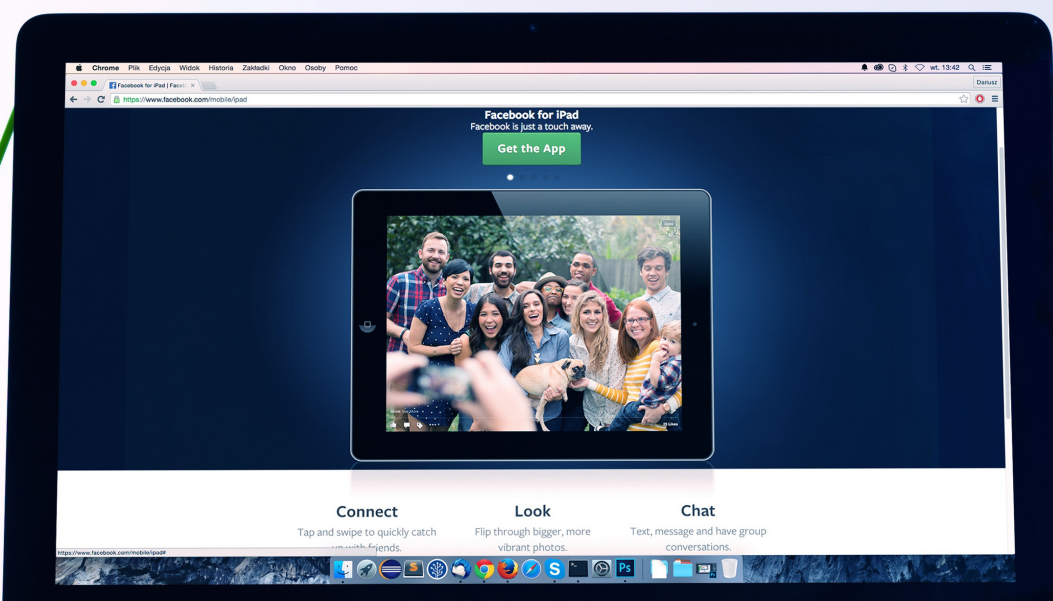 Chrome Plik Edycja Widok Historia Zakładki Okno Osoby Pomoc wt. 13:42
Facebook for iPad | Faceb
Dariusz
https://www.facebook.com/mobile/ipad
Facebook for iPad
Facebook is just a touch away.
Get the App
Connect
Look
Chat
Tap and swipe to quickly catch
up with friends.
Flip through bigger, more
vibrant photos.
Text, message and have group
conversations.
https://www.facebook.com/mobile/ipad#
S
S
Ps